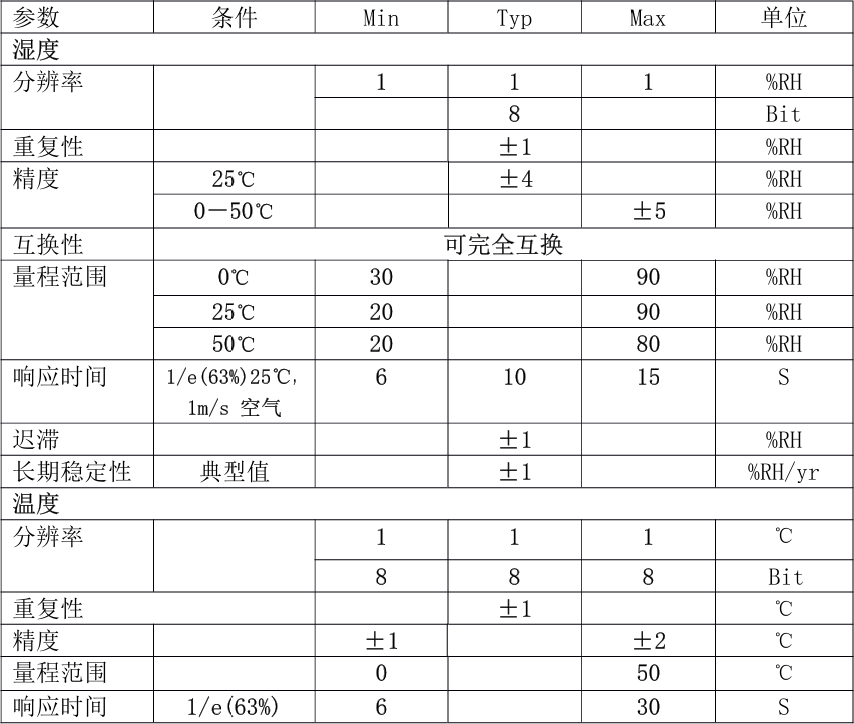 参数 条件 Min Typ Max 单位
湿度
分辨率 1 1 1 %RH
8 Bit
重复性 ±1 %RH
精度 25℃ ±4 %RH
0－50℃ ±5 %RH
互换性 可完全互换
量程范围 0℃ 30 90 %RH
25℃ 20 90 %RH
50℃ 20 80 %RH
响应时间 1/e(63%)25℃, 6 10 15 S
1m/s 空气
迟滞 ±1 %RH
长期稳定性 典型值 ±1 %RH/yr
温度
分辨率 1 1 1 ℃
8 8 8 Bit
重复性 ±1 ℃
精度 ±1 ±2 ℃
量程范围 0 50 ℃
响应时间 1/e(63%) 6 30 S